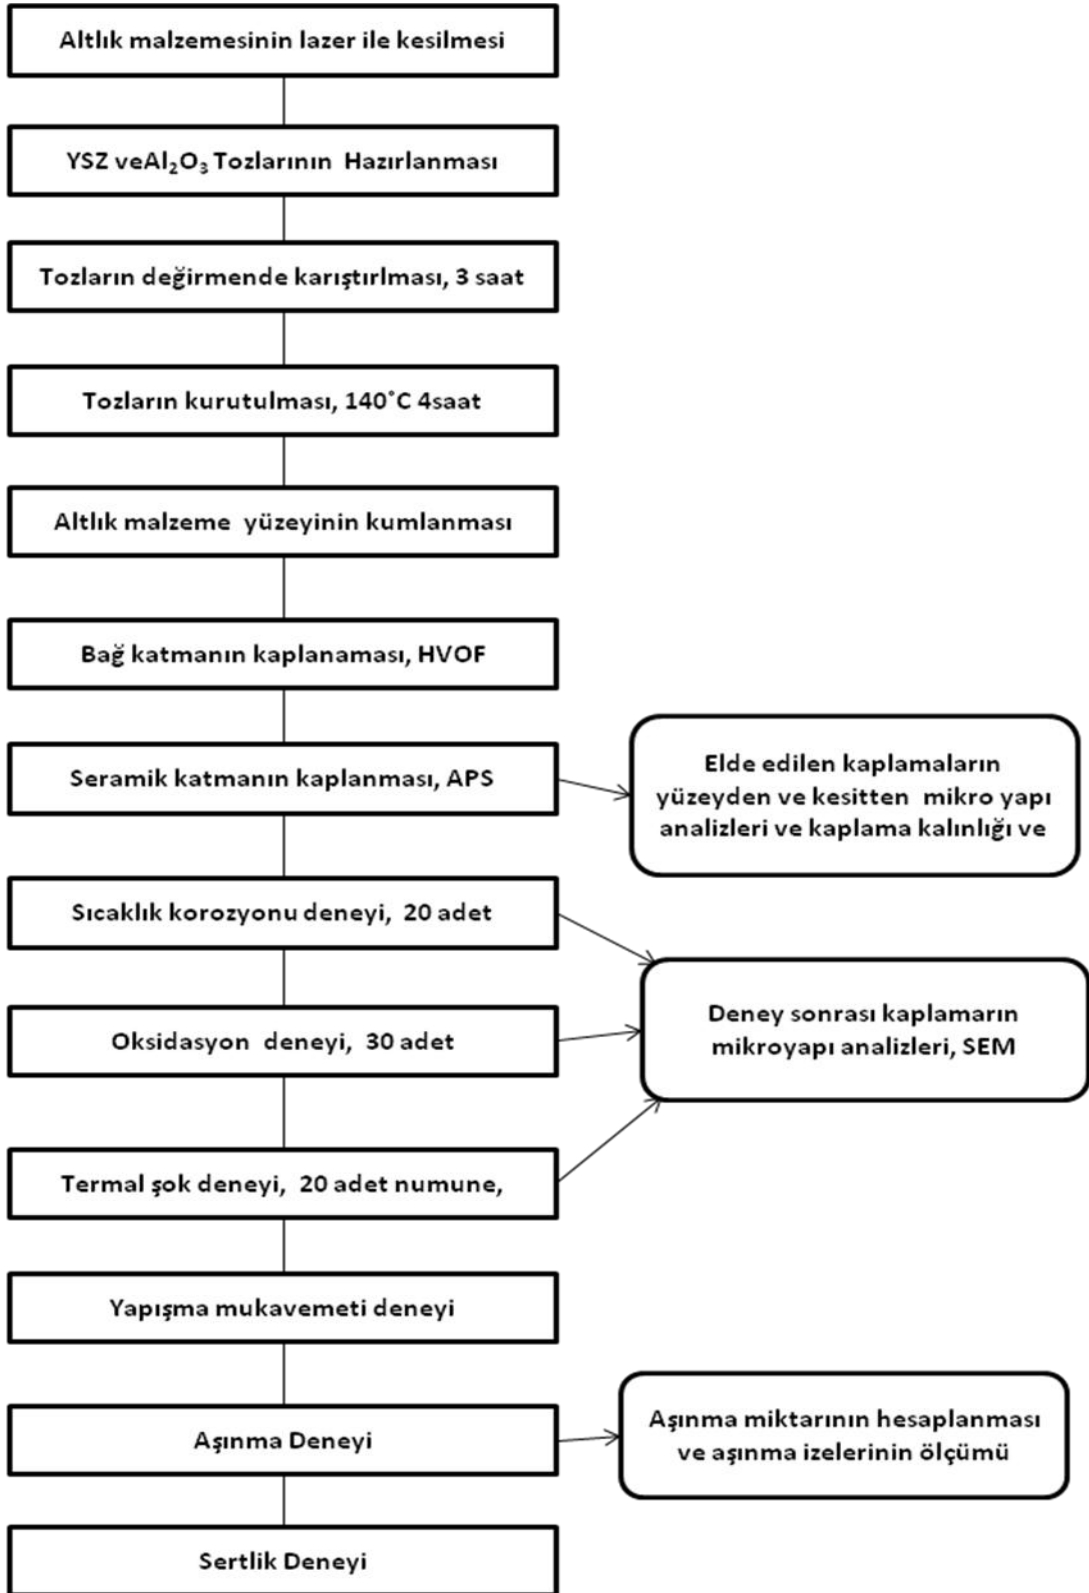 Altlık malzemesinin lazer ile kesilmesi
YSZ veAl₂O₃ Tozlarının Hazırlanması
Tozların değirmende karıştırılması, 3 saat
Tozların kurutulması, 140˚C 4saat
Altlık malzeme yüzeyinin kumlanması
Bağ katmanın kaplanaması, HVOF
Seramik katmanın kaplanması, APS
Elde edilen kaplamaların
yüzeyden ve kesitten mikro yapı
analizleri ve kaplama kalınlığı ve
Sıcaklık korozyonu deneyi, 20 adet
Oksidasyon deneyi, 30 adet
Deney sonrası kaplamarın
mikroyapı analizleri, SEM
Termal şok deneyi, 20 adet numune,
Yapışma mukavemeti deneyi
Aşınma Deneyi
Aşınma miktarının hesaplanması
ve aşınma izelerinin ölçümü
Sertlik Deneyi